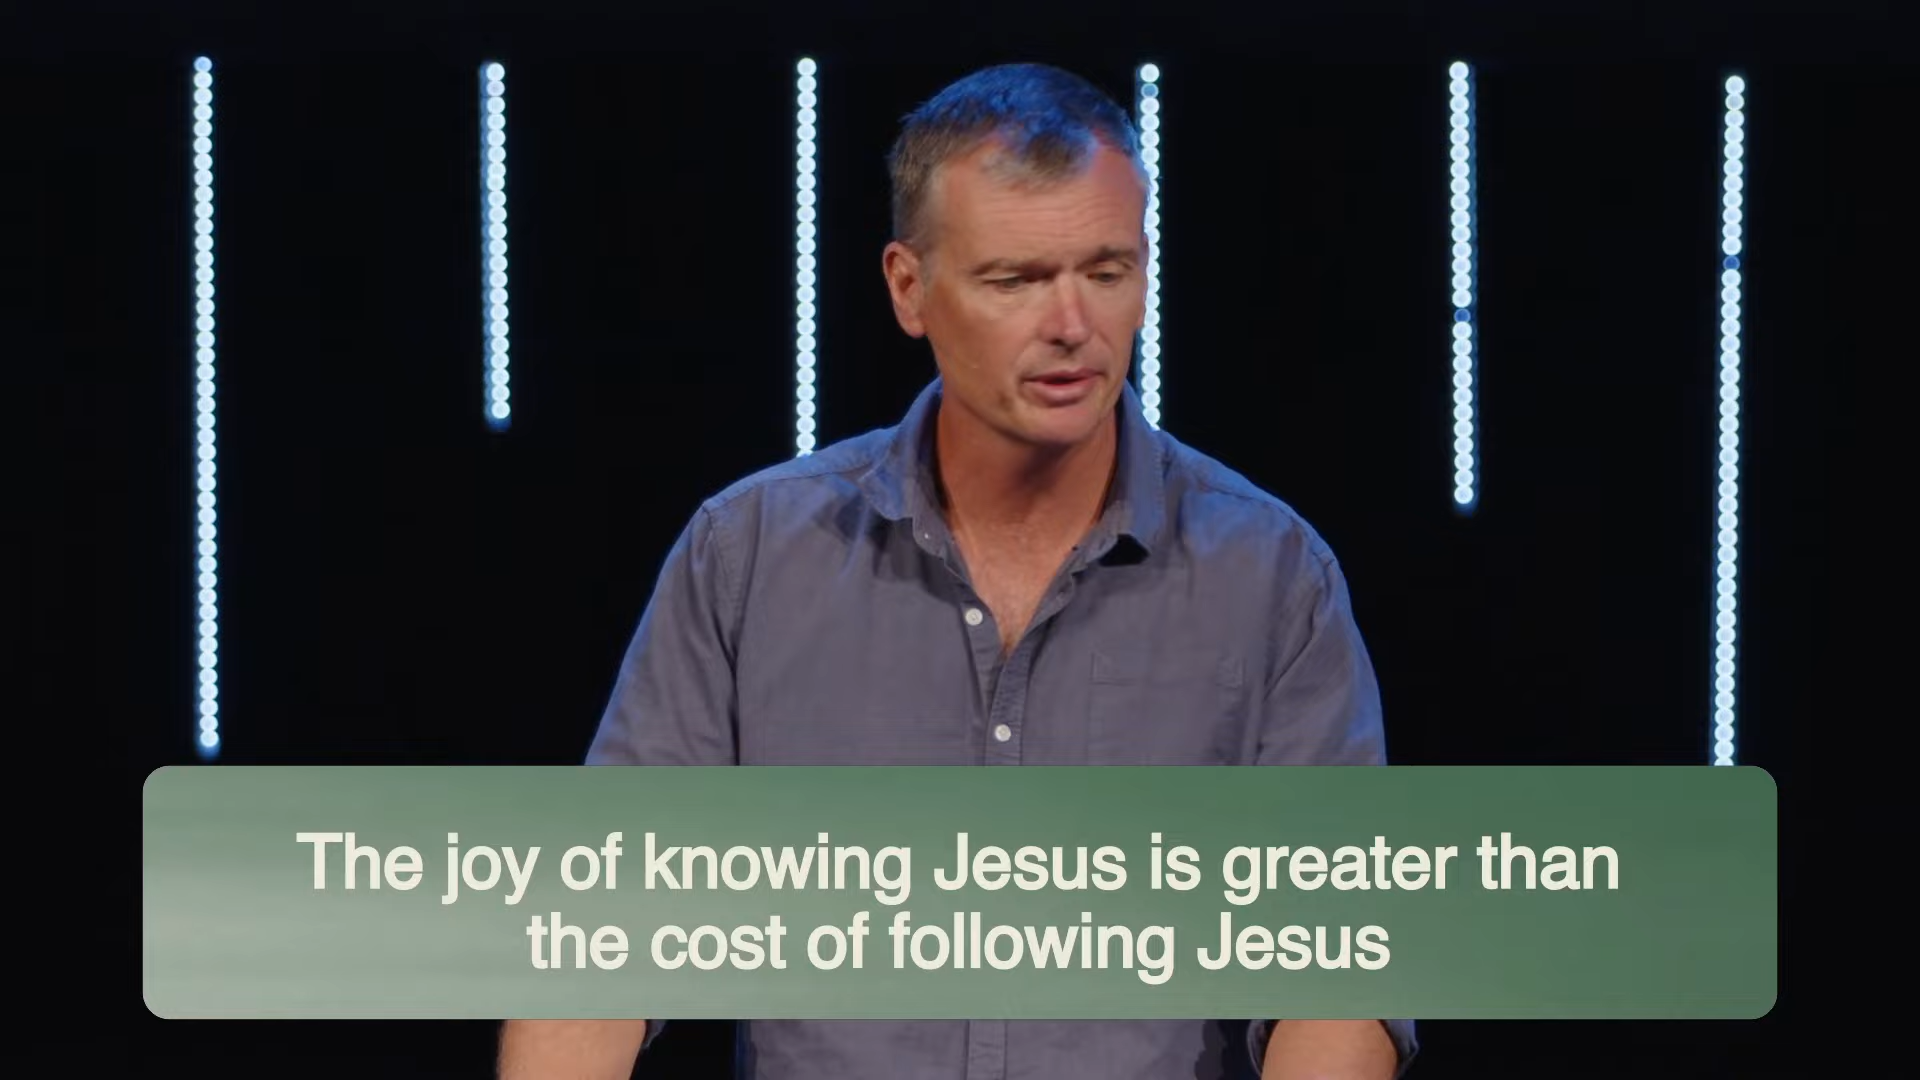 The joy of knowing Jesus is greater than
the cost of following Jesus